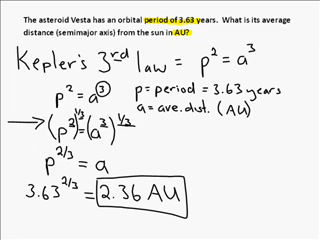 The asteroid Vesta has an orbital period of 3.63 years. What is its average
distance (semimajor axis) from the sun in AU?
Kepler's 3rd law = p² = a³
p² = a³ p = period = 3.63 years
a = ave. dist. (AU)
→ (p²)^1/3 = (a³)^1/3
p^2/3 = a
3.63^2/3 = 2.36 AU